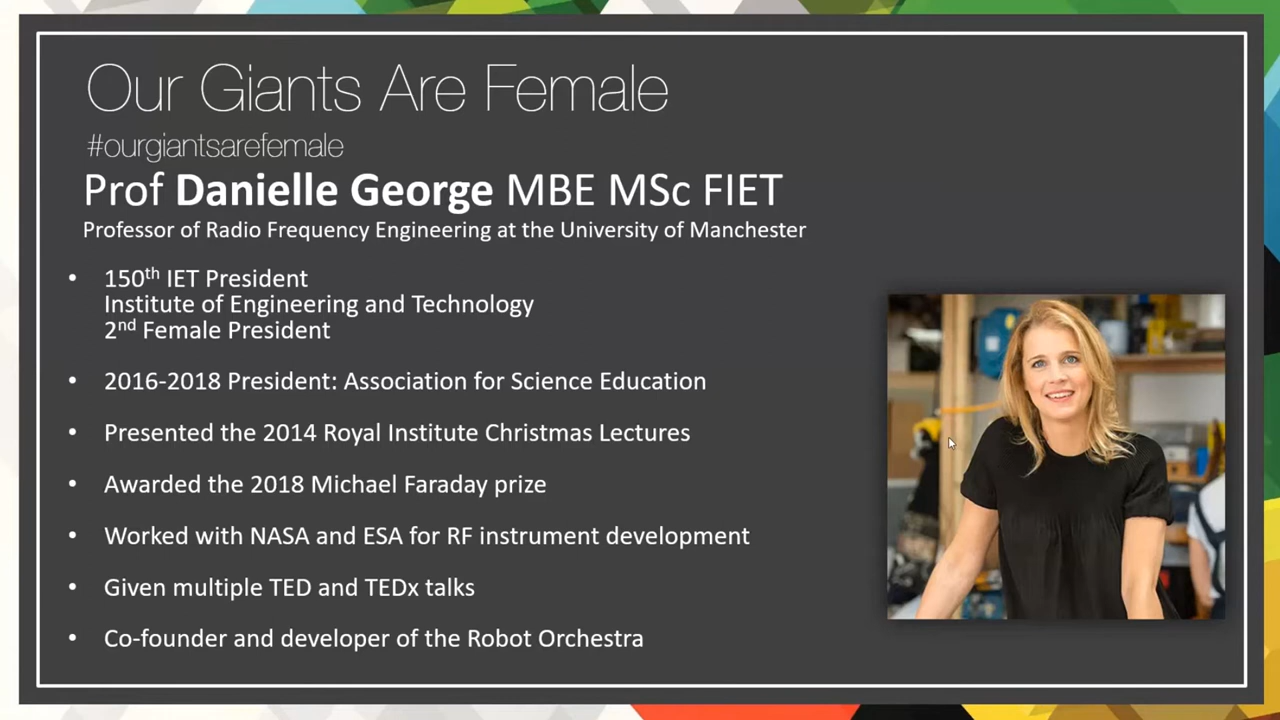 Our Giants Are Female
#ourgiantsarefemale
Prof Danielle George MBE MSc FIET
Professor of Radio Frequency Engineering at the University of Manchester
• 150th IET President
Institute of Engineering and Technology
2nd Female President
• 2016-2018 President: Association for Science Education
• Presented the 2014 Royal Institute Christmas Lectures
• Awarded the 2018 Michael Faraday prize
• Worked with NASA and ESA for RF instrument development
• Given multiple TED and TEDx talks
• Co-founder and developer of the Robot Orchestra